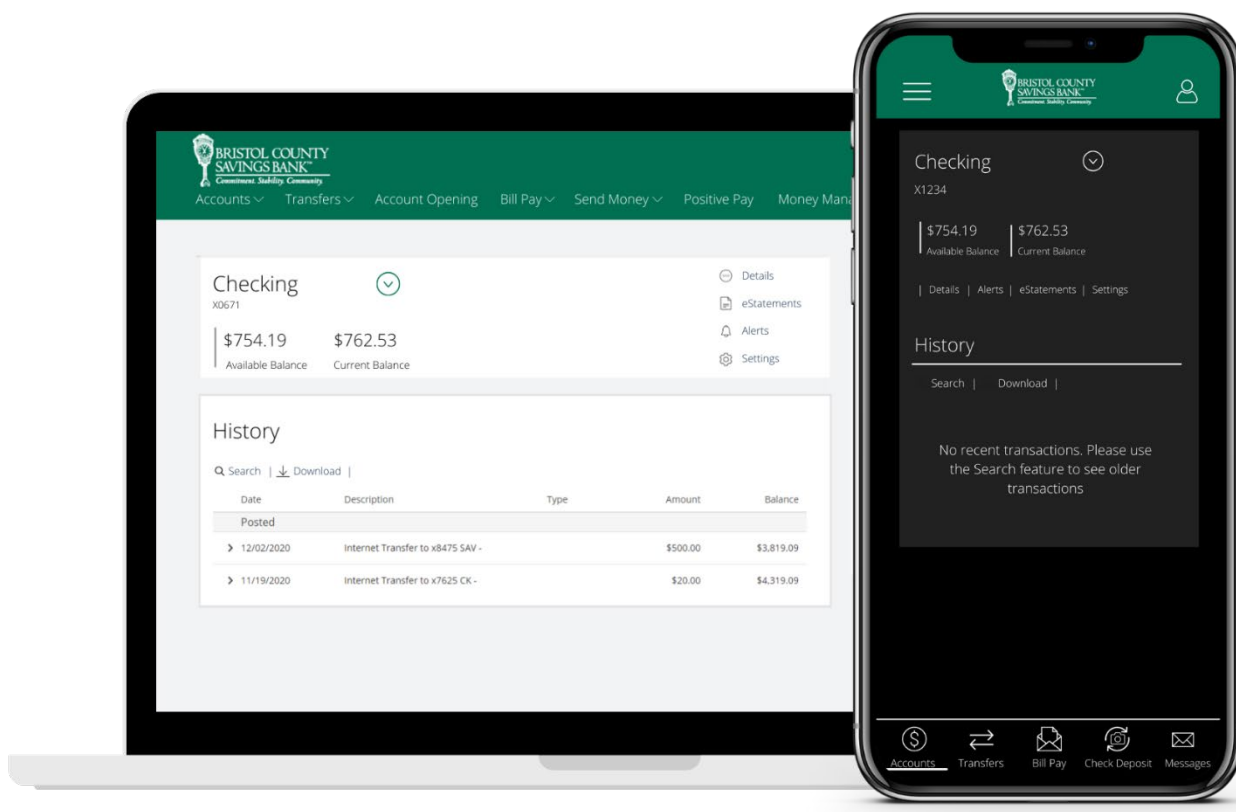 BRISTOL COUNTY
SAVINGS BANK™
Commitment. Stability. Community.
Accounts Transfers Account Opening Bill Pay Send Money Positive Pay Money Mana
Checking
X0671
$754.19 $762.53
Available Balance Current Balance
Details
eStatements
Alerts
Settings
History
Search | Download |
Date Description Type Amount Balance
Posted
12/02/2020 Internet Transfer to x8475 SAV - $500.00 $3,819.09
11/19/2020 Internet Transfer to x7625 CK - $20.00 $4,319.09
BRISTOL COUNTY
SAVINGS BANK™
Commitment. Stability. Community.
Checking
X1234
$754.19 $762.53
Available Balance Current Balance
| Details | Alerts | eStatements | Settings
History
Search | Download |
No recent transactions. Please use
the Search feature to see older
transactions
Accounts Transfers Bill Pay Check Deposit Messages